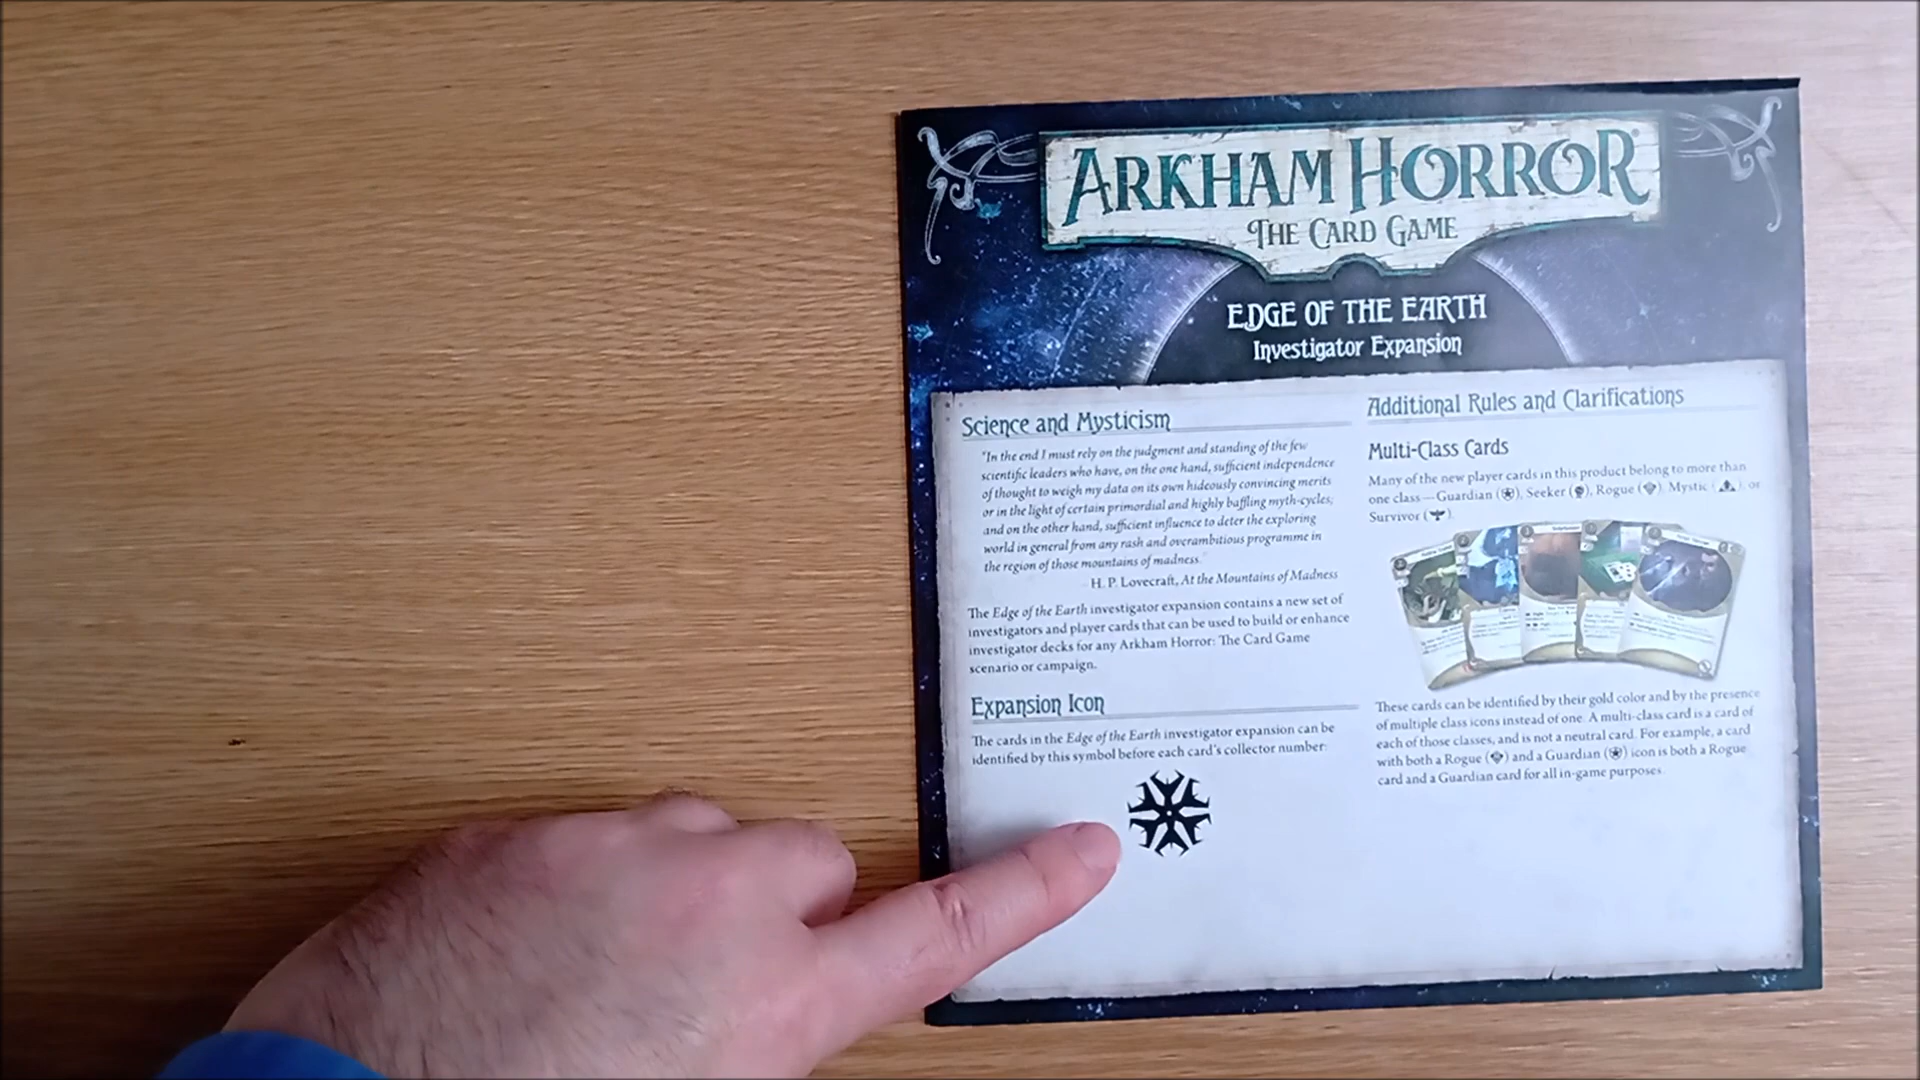 ARKHAM HORROR
THE CARD GAME
EDGE OF THE EARTH
Investigator Expansion
Science and Mysticism
"In the end I must rely on the judgment and standing of the few
scientific leaders who have, on the one hand, sufficient independence
of thought to weigh my data on its own hideously convincing merits
or in the light of certain primordial and highly baffling myth-cycles;
and on the other hand, sufficient influence to deter the exploring
world in general from any rash and overambitious programme in
the region of those mountains of madness."
H. P. Lovecraft, At the Mountains of Madness
The Edge of the Earth investigator expansion contains a new set of
investigators and player cards that can be used to build or enhance
investigator decks for any Arkham Horror: The Card Game
scenario or campaign.
Expansion Icon
The cards in the Edge of the Earth investigator expansion can be
identified by this symbol before each card's collector number:
Additional Rules and Clarifications
Multi-Class Cards
Many of the new player cards in this product belong to more than
one class—Guardian (), Seeker (), Rogue (), Mystic (), or
Survivor ().
These cards can be identified by their gold color and by the presence
of multiple class icons instead of one. A multi-class card is a card of
each of those classes, and is not a neutral card. For example, a card
with both a Rogue () and a Guardian () icon is both a Rogue
card and a Guardian card for all in-game purposes.